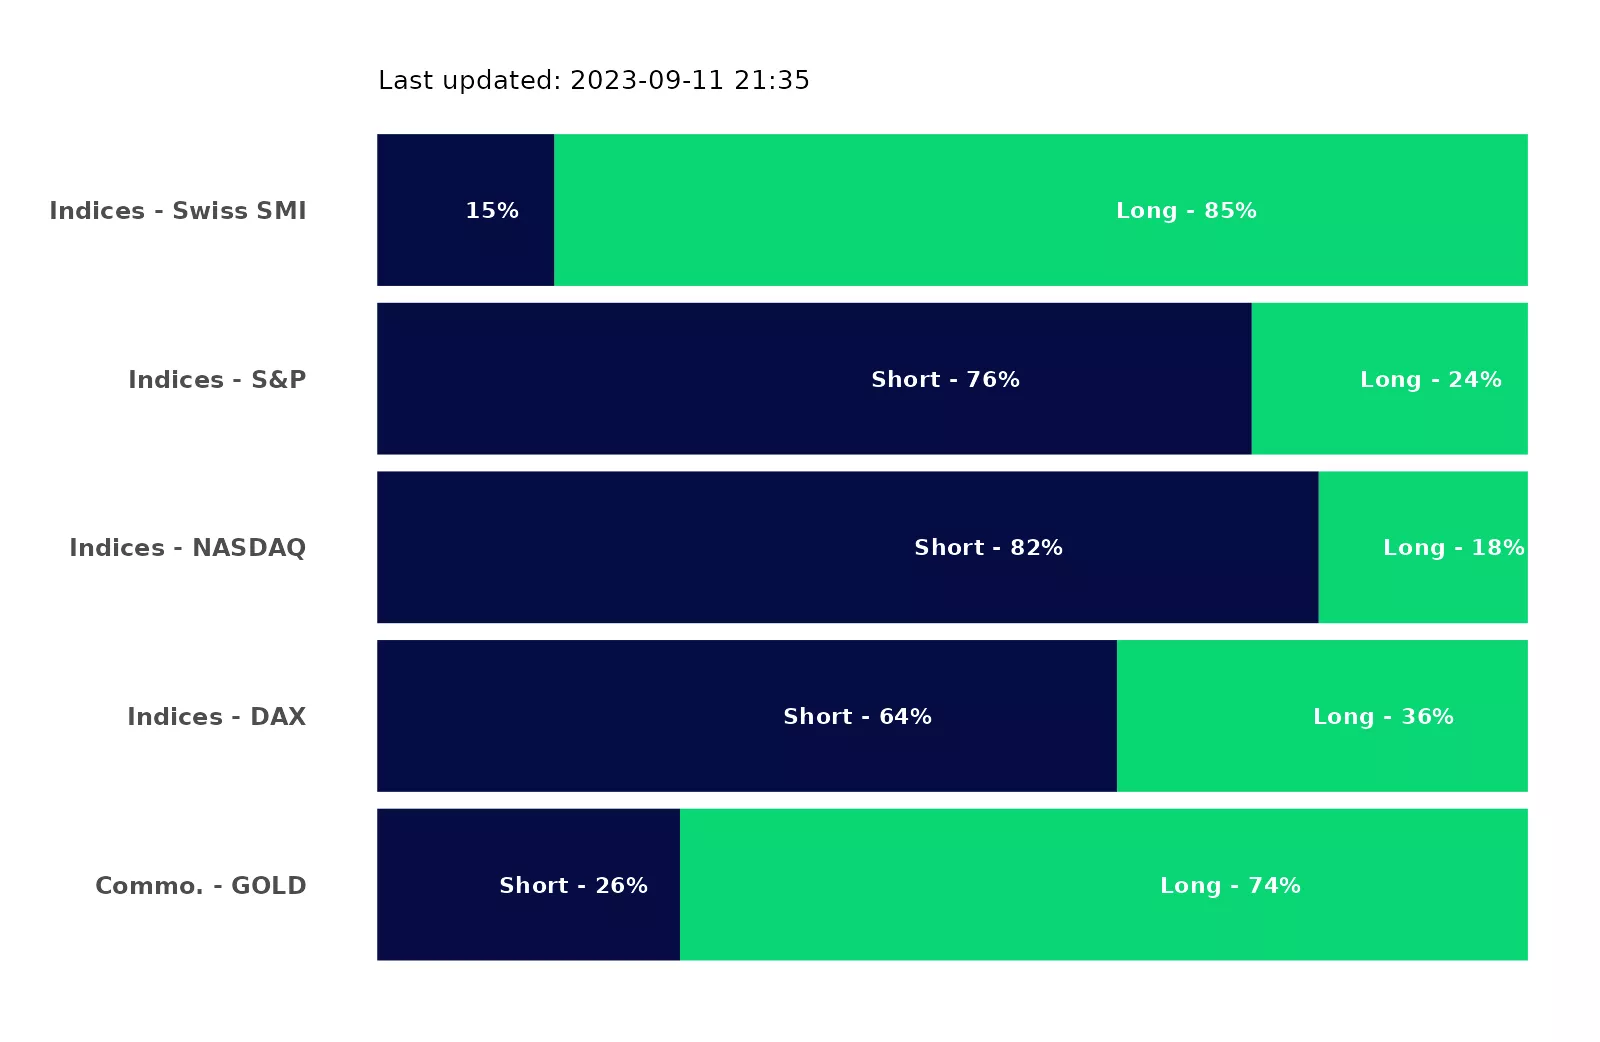 Last updated: 2023-09-11 21:35
Indices - Swiss SMI 15% Long - 85%
Indices - S&P Short - 76% Long - 24%
Indices - NASDAQ Short - 82% Long - 18%
Indices - DAX Short - 64% Long - 36%
Commo. - GOLD Short - 26% Long - 74%